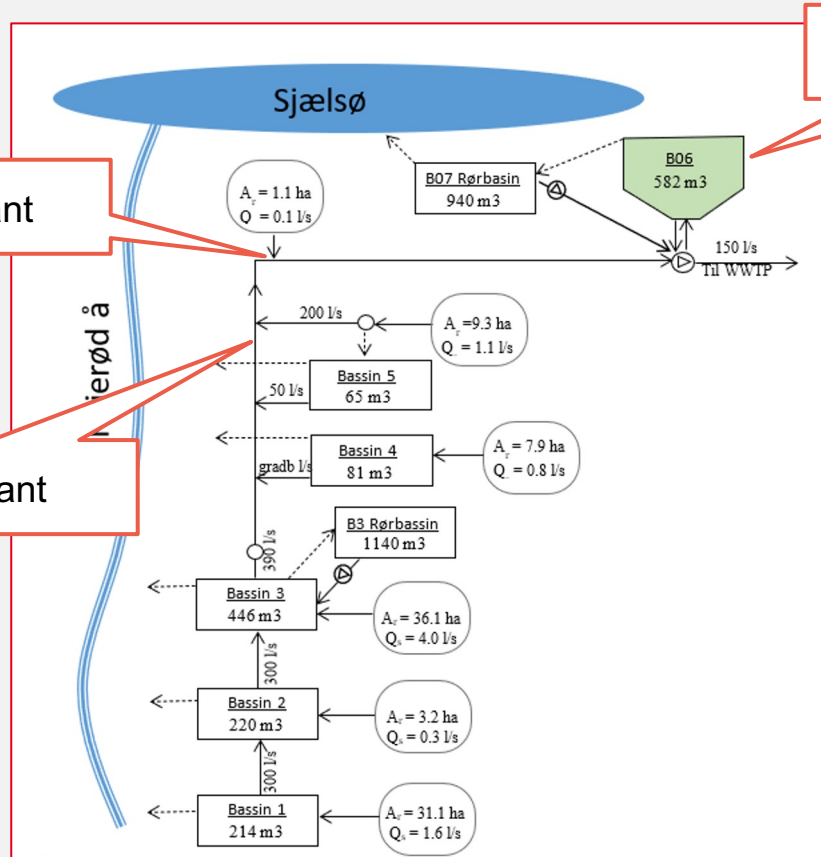 Sjælsø
B06
582 m3
B07 Rørbasin
940 m3
A_r = 1.1 ha
Q = 0.1 l/s
ant
150 l/s
Til WWTP
200 l/s
A_r =9.3 ha
Q_ = 1.1 l/s
Bassin 5
65 m3
50 l/s
ierød å
Bassin 4
81 m3
gradb l/s
A_r = 7.9 ha
Q_ = 0.8 l/s
ant
B3 Rørbassin
1140 m3
390 l/s
Bassin 3
446 m3
A_r = 36.1 ha
Q_s = 4.0 l/s
300 l/s
Bassin 2
220 m3
A_r = 3.2 ha
Q_s = 0.3 l/s
300 l/s
Bassin 1
214 m3
A_r = 31.1 ha
Q_s = 1.6 l/s